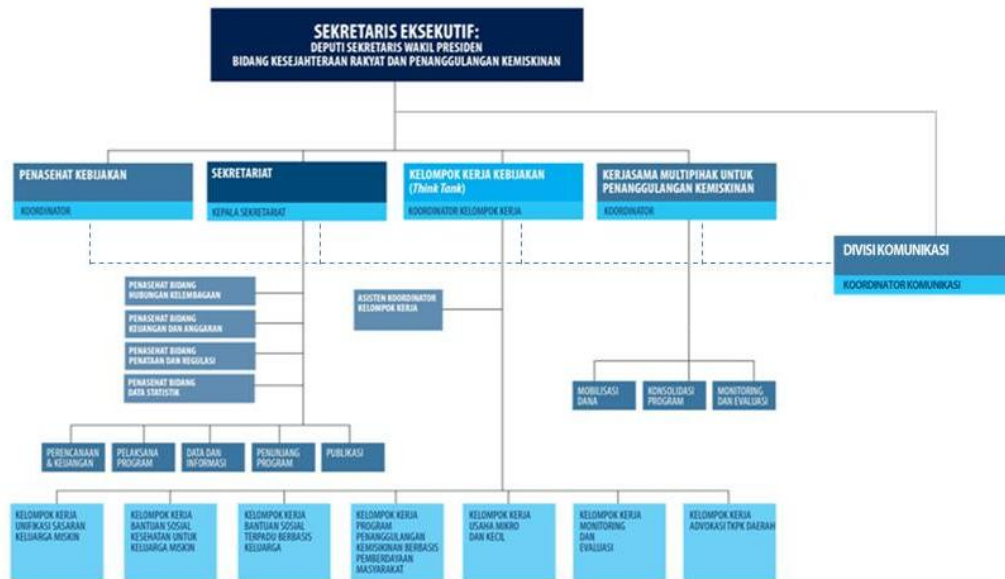 SEKRETARIS EKSEKUTIF:
DEPUTI SEKRETARIS WAKIL PRESIDEN
BIDANG KESEJAHTERAAN RAKYAT DAN PENANGGULANGAN KEMISKINAN
PENASEHAT KEBIJAKAN
KOORDINATOR
SEKRETARIAT
KEPALA SEKRETARIAT
KELOMPOK KERJA KEBIJAKAN
(Think Tank)
KOORDINATOR KELOMPOK KERJA
KERJASAMA MULTIPIHAK UNTUK
PENANGGULANGAN KEMISKINAN
KOORDINATOR
DIVISI KOMUNIKASI
KOORDINATOR KOMUNIKASI
PENASEHAT BIDANG
HUBUNGAN KELEMBAGAAN
PENASEHAT BIDANG
KEUANGAN DAN ANGGARAN
PENASEHAT BIDANG
PENATAAN DAN REGULASI
PENASEHAT BIDANG
DATA STATISTIK
ASISTEN KOORDINATOR
KELOMPOK KERJA
MOBILISASI
DANA
KONSOLIDASI
PROGRAM
MONITORING
DAN EVALUASI
PERENCANAAN
& KEUANGAN
PELAKSANA
PROGRAM
DATA DAN
INFORMASI
PENUNJANG
PROGRAM
PUBLIKASI
KELOMPOK KERJA
UNIFIKASI SASARAN
KELUARGA MISKIN
KELOMPOK KERJA
BANTUAN SOSIAL
KESEHATAN UNTUK
KELUARGA MISKIN
KELOMPOK KERJA
BANTUAN SOSIAL
TERPADU BERBASIS
KELUARGA
KELOMPOK KERJA
PROGRAM
PENANGGULANGAN
KEMISIKINAN BERBASIS
PEMBERDAYAAN
MASYARAKAT
KELOMPOK KERJA
USAHA MIKRO
DAN KECIL
KELOMPOK KERJA
MONITORING
DAN
EVALUASI
KELOMPOK KERJA
ADVOKASI TKPK DAERAH